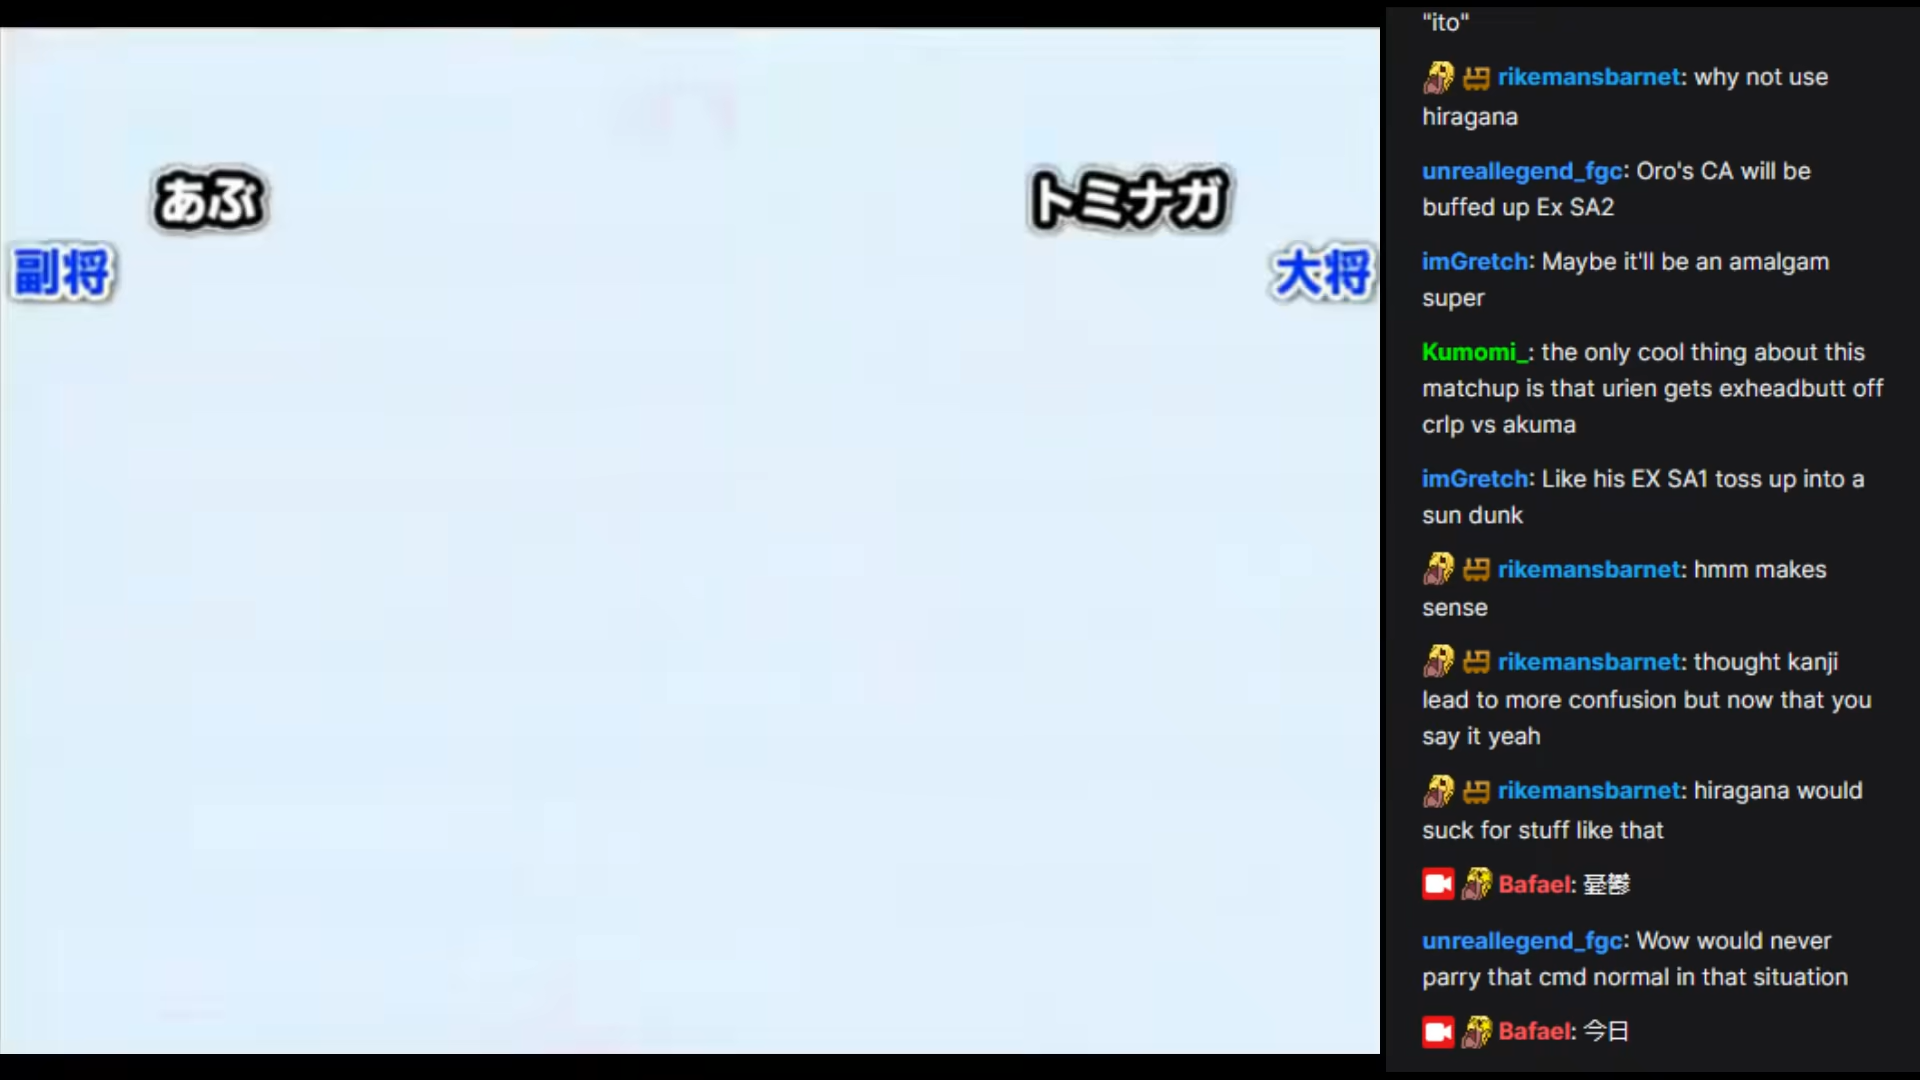 あぶ
トミナガ
副将
大将
"ito"
rikemansbarnet: why not use
hiragana
unreallegend_fgc: Oro's CA will be
buffed up Ex SA2
imGretch: Maybe it'll be an amalgam
super
Kumomi_: the only cool thing about this
matchup is that urien gets exheadbutt off
crlp vs akuma
imGretch: Like his EX SA1 toss up into a
sun dunk
rikemansbarnet: hmm makes
sense
rikemansbarnet: thought kanji
lead to more confusion but now that you
say it yeah
rikemansbarnet: hiragana would
suck for stuff like that
Bafael: 憂鬱
unreallegend_fgc: Wow would never
parry that cmd normal in that situation
Bafael: 今日